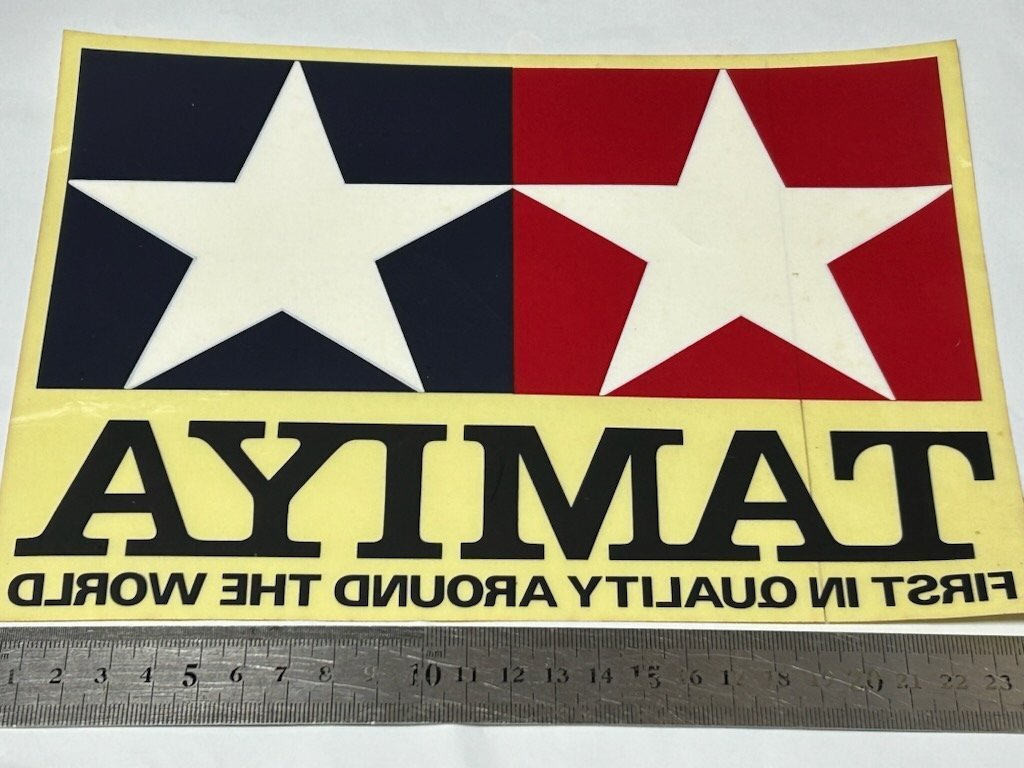 TAMIYA
FIRST IN QUALITY AROUND THE WORLD
1 2 3 4 5 6 7 8 9 10 11 12 13 14 15 16 17 18 19 20 21 22 23